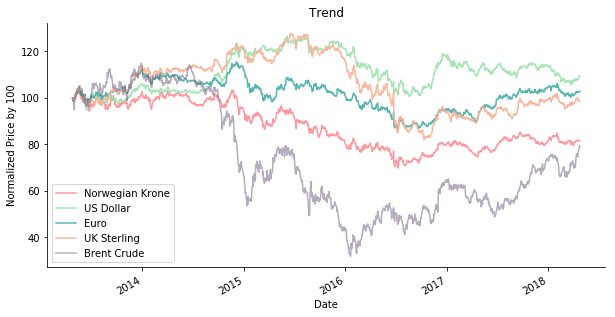 Trend
Normalized Price by 100
120
100
80
60
40
Norwegian Krone
US Dollar
Euro
UK Sterling
Brent Crude
2014
2015
2016
2017
2018
Date